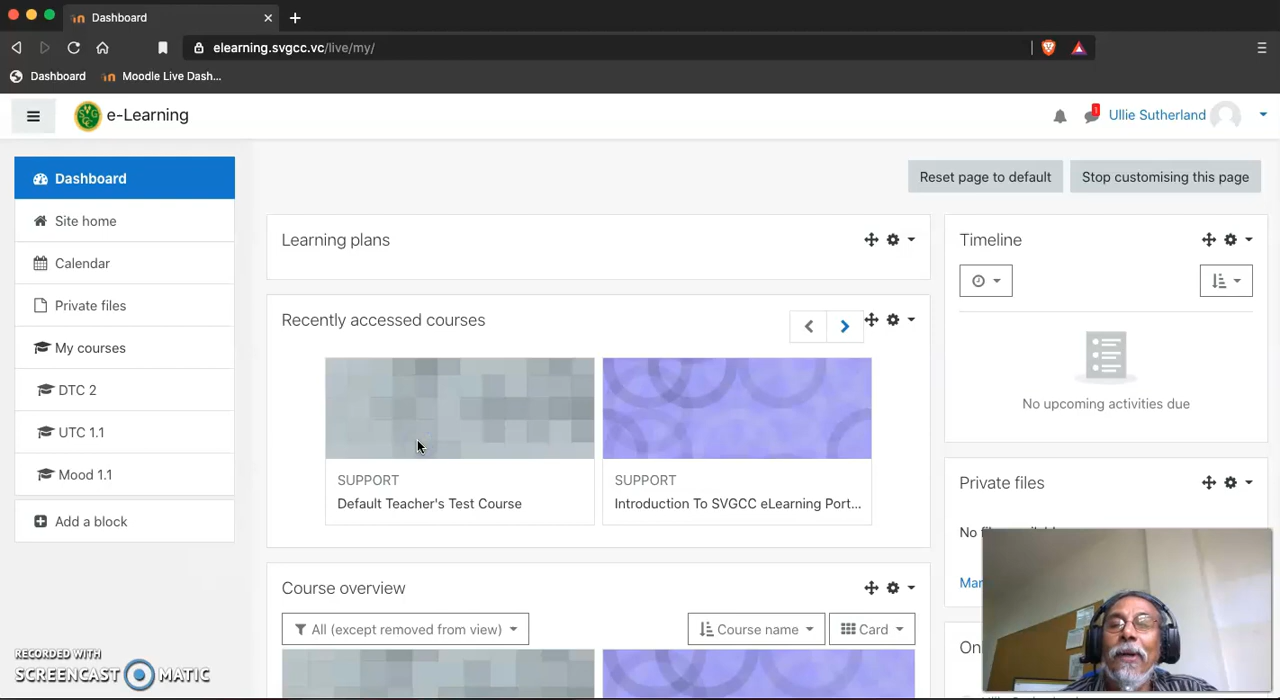 Dashboard
elearning.svgcc.vc/live/my/
Dashboard
Moodle Live Dash...
e-Learning
1
Ullie Sutherland
Dashboard
Reset page to default
Stop customising this page
Site home
Learning plans
Timeline
Calendar
Private files
Recently accessed courses
My courses
DTC 2
No upcoming activities due
UTC 1.1
Mood 1.1
SUPPORT
SUPPORT
Private files
Default Teacher's Test Course
Introduction To SVGCC eLearning Port...
Add a block
No
Course overview
All (except removed from view)
Course name
Card
RECORDED WITH
SCREENCAST MATIC